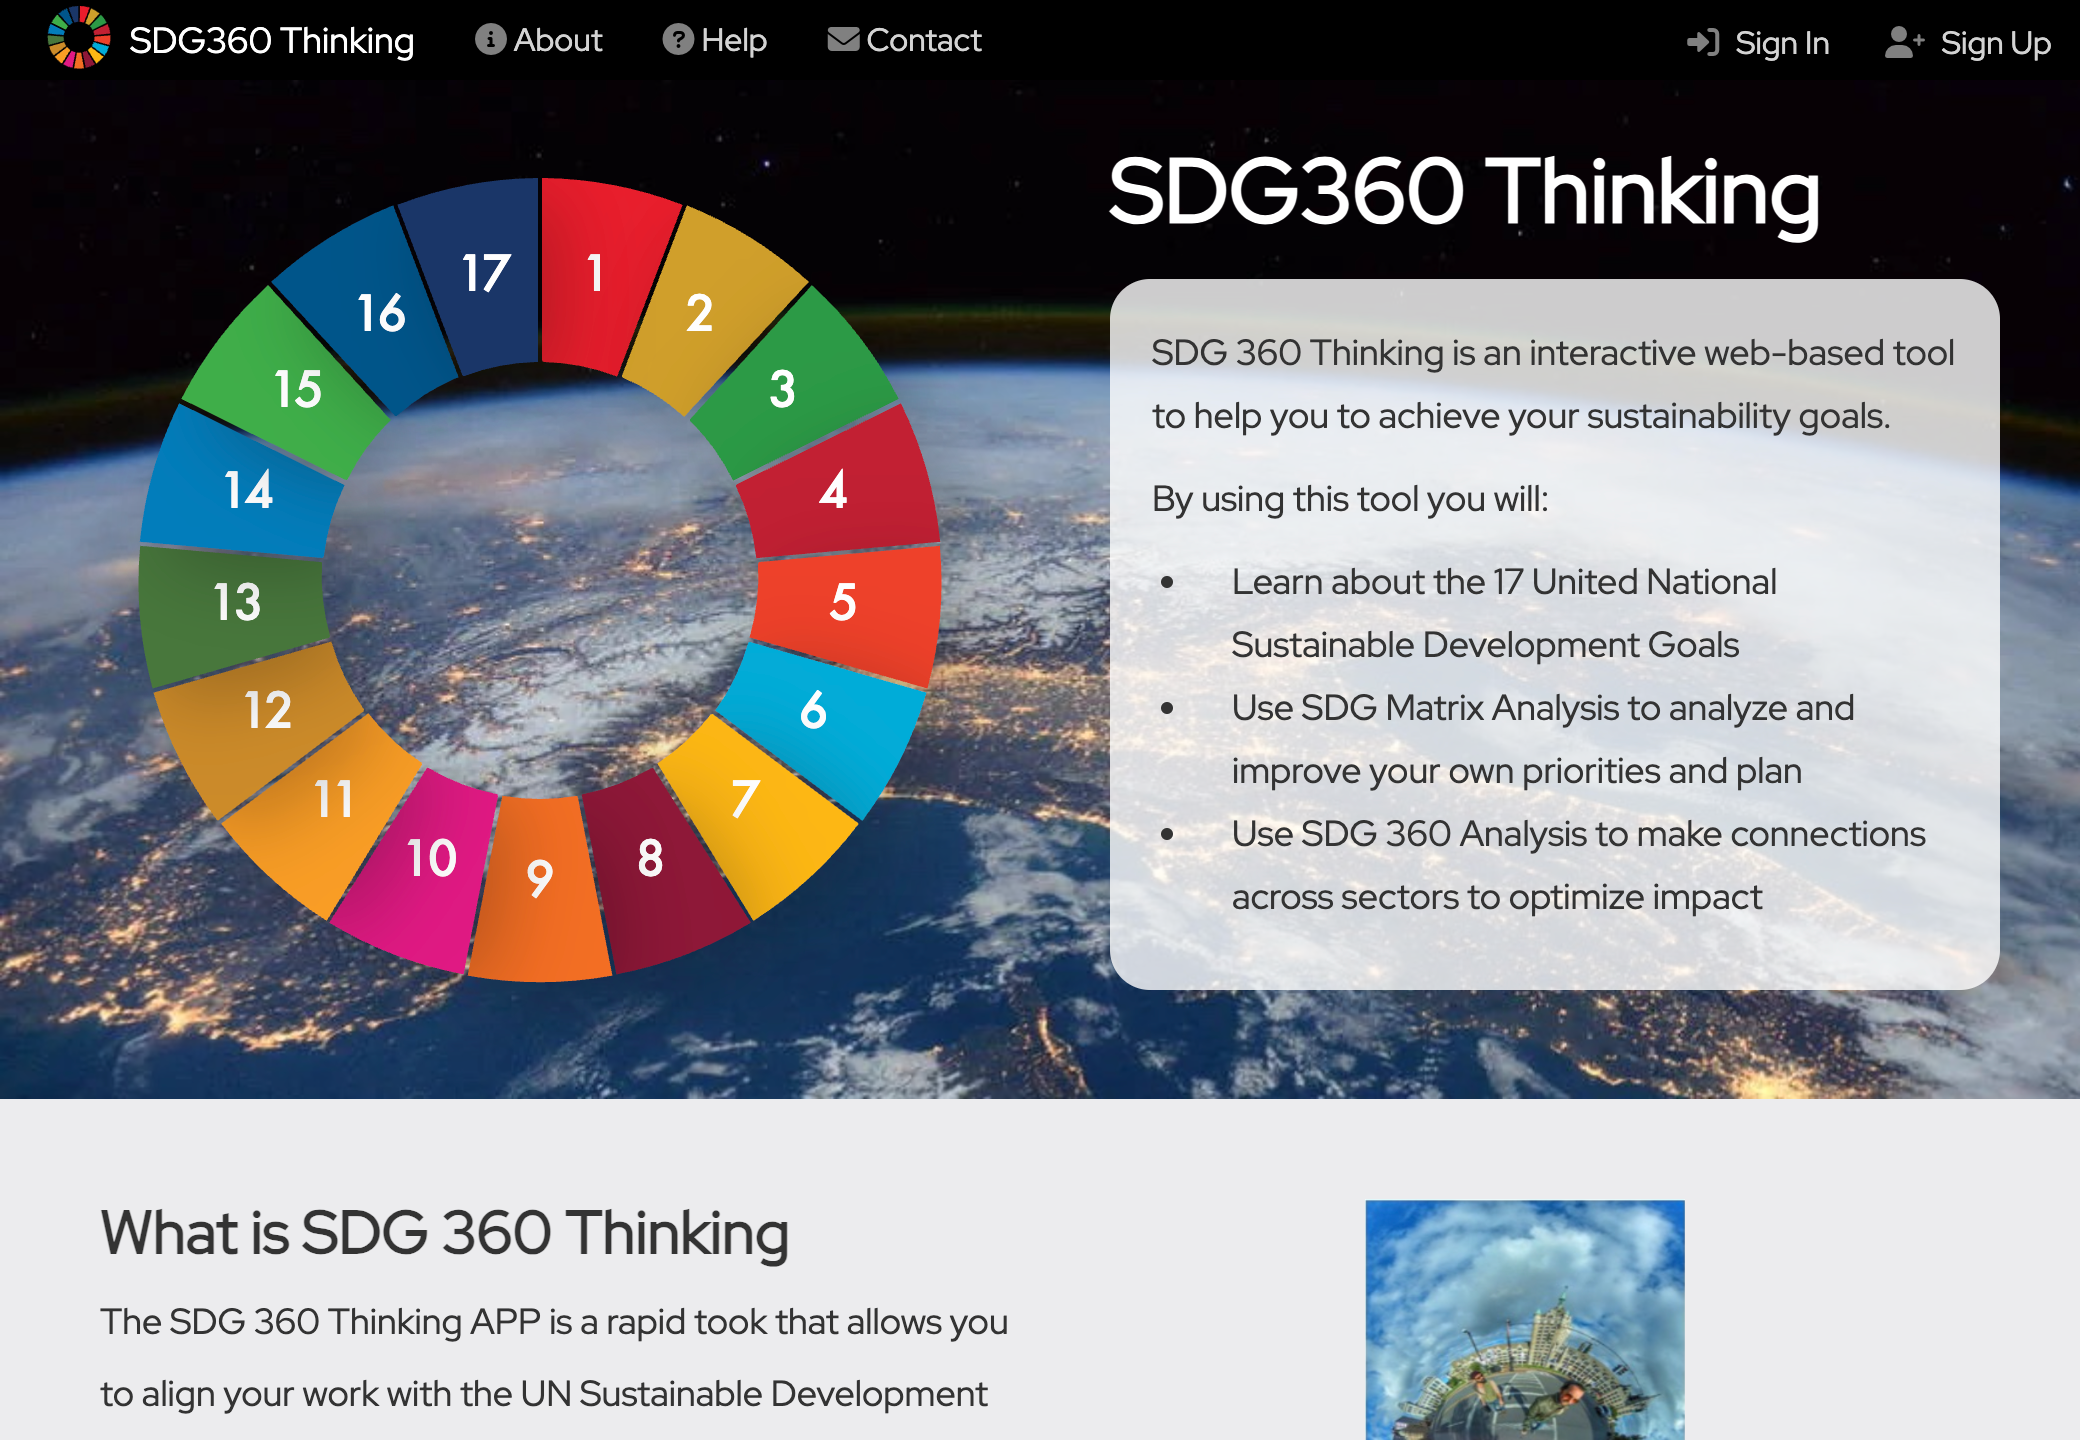 SDG360 Thinking
About
Help
Contact
Sign In
Sign Up
1
2
3
4
5
6
7
8
9
10
11
12
13
14
15
16
17
SDG360 Thinking
SDG 360 Thinking is an interactive web-based tool
to help you to achieve your sustainability goals.
By using this tool you will:
• Learn about the 17 United National
Sustainable Development Goals
• Use SDG Matrix Analysis to analyze and
improve your own priorities and plan
• Use SDG 360 Analysis to make connections
across sectors to optimize impact
What is SDG 360 Thinking
The SDG 360 Thinking APP is a rapid took that allows you
to align your work with the UN Sustainable Development